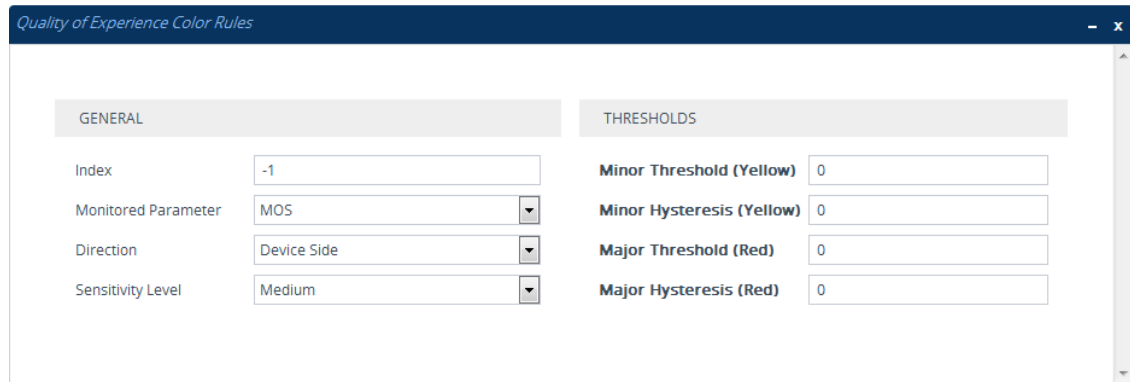 Quality of Experience Color Rules
– x
GENERAL
Index -1
Monitored Parameter MOS
Direction Device Side
Sensitivity Level Medium
THRESHOLDS
Minor Threshold (Yellow) 0
Minor Hysteresis (Yellow) 0
Major Threshold (Red) 0
Major Hysteresis (Red) 0